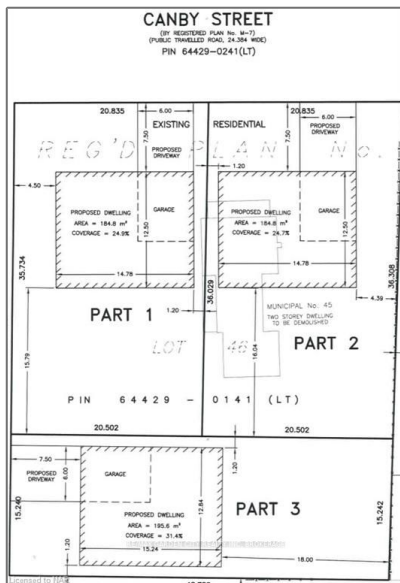 CANBY STREET
(BY REGISTERED PLAN No. M-7)
(PUBLIC TRAVELLED ROAD, 24.384 WIDE)
PIN 64429-0241(LT)
20.835
6.00
20.835
6.00
7.50
EXISTING
RESIDENTIAL
7.50
PROPOSED
DRIVEWAY
PROPOSED
DRIVEWAY
REG'D PLAN No.
1.20
4.50
PROPOSED DWELLING
AREA = 184.8 m²
COVERAGE = 24.9%
GARAGE
12.50
PROPOSED DWELLING
AREA = 184.8 m²
COVERAGE = 24.7%
GARAGE
12.50
35.734
14.78
14.78
36.029
36.308
1.20
4.39
MUNICIPAL No. 45
TWO STOREY DWELLING
TO BE DEMOLISHED
PART 1
PART 2
15.79
LOT 46
16.04
PIN 64429 - 0141 (LT)
20.502
20.502
7.50
1.20
PROPOSED
DRIVEWAY
6.00
GARAGE
12.84
15.240
PART 3
15.242
PROPOSED DWELLING
AREA = 195.6 m²
COVERAGE = 31.4%
15.24
1.20
18.00